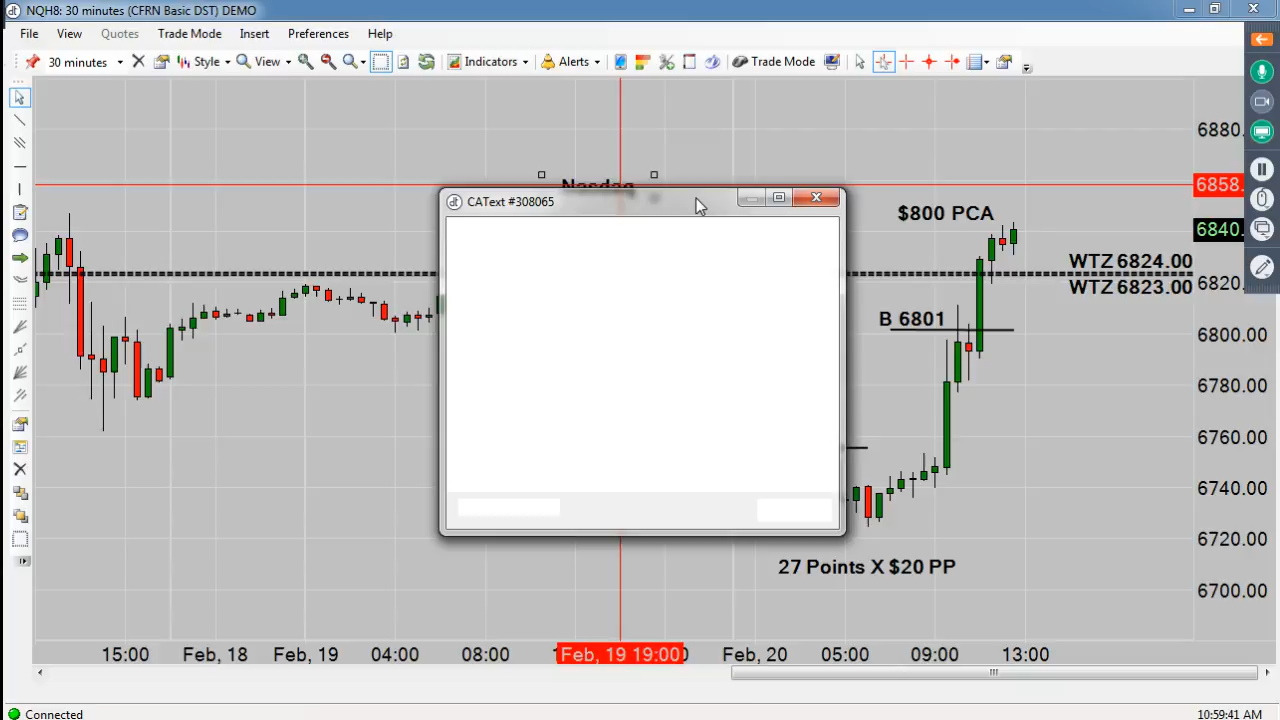 NQH8: 30 minutes (CFRN Basic DST) DEMO
File View Quotes Trade Mode Insert Preferences Help
30 minutes Style View Indicators Alerts Trade Mode
6880.
Nasdaq
6858.
CAText #308065
$800 PCA
6840.
WTZ 6824.00
6820.
WTZ 6823.00
B 6801
6800.00
6780.00
6760.00
6740.00
6720.00
27 Points X $20 PP
6700.00
15:00 Feb, 18 Feb, 19 04:00 08:00 Feb, 19 19:00 Feb, 20 05:00 09:00 13:00
Connected 10:59:41 AM